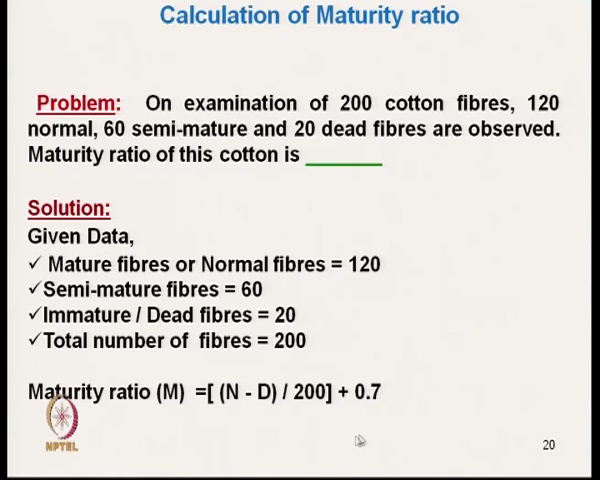 Calculation of Maturity ratio
Problem: On examination of 200 cotton fibres, 120
normal, 60 semi-mature and 20 dead fibres are observed.
Maturity ratio of this cotton is ________
Solution:
Given Data,
✓ Mature fibres or Normal fibres = 120
✓Semi-mature fibres = 60
✓Immature / Dead fibres = 20
✓Total number of fibres = 200
Maturity ratio (M) =[ (N - D) / 200] + 0.7
NPTEL
20